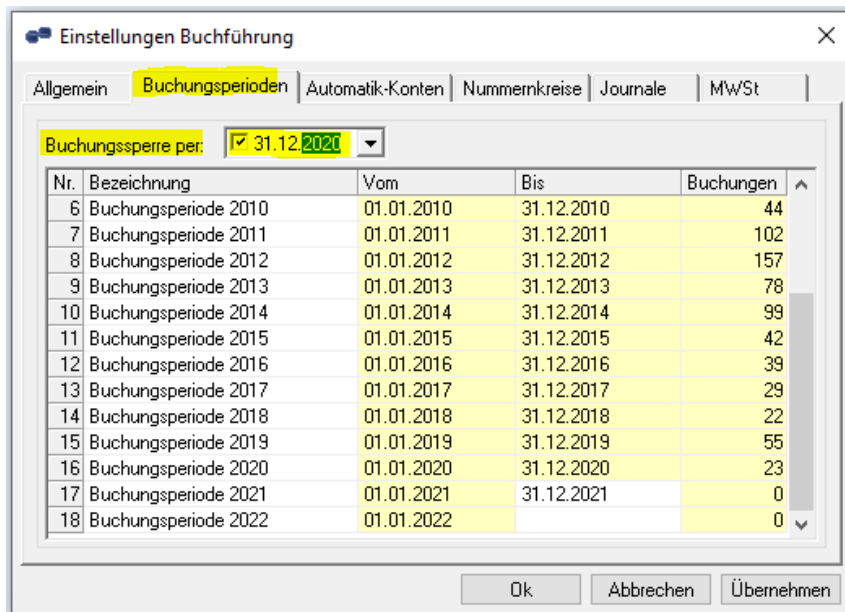 Einstellungen Buchführung
Allgemein Buchungsperioden Automatik-Konten Nummernkreise Journale MWSt
Buchungssperre per: 31.12.2020
Nr. Bezeichnung Vom Bis Buchungen
6 Buchungsperiode 2010 01.01.2010 31.12.2010 44
7 Buchungsperiode 2011 01.01.2011 31.12.2011 102
8 Buchungsperiode 2012 01.01.2012 31.12.2012 157
9 Buchungsperiode 2013 01.01.2013 31.12.2013 78
10 Buchungsperiode 2014 01.01.2014 31.12.2014 99
11 Buchungsperiode 2015 01.01.2015 31.12.2015 42
12 Buchungsperiode 2016 01.01.2016 31.12.2016 39
13 Buchungsperiode 2017 01.01.2017 31.12.2017 29
14 Buchungsperiode 2018 01.01.2018 31.12.2018 22
15 Buchungsperiode 2019 01.01.2019 31.12.2019 55
16 Buchungsperiode 2020 01.01.2020 31.12.2020 23
17 Buchungsperiode 2021 01.01.2021 31.12.2021 0
18 Buchungsperiode 2022 01.01.2022 0
Ok Abbrechen Übernehmen